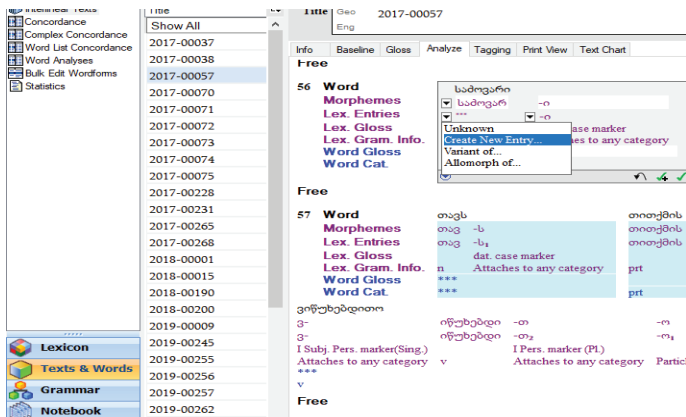 Interlinear Texts
Concordance
Complex Concordance
Word List Concordance
Word Analyses
Bulk Edit Wordforms
Statistics
Lexicon
Texts & Words
Grammar
Notebook
Title
Show All
2017-00037
2017-00038
2017-00057
2017-00070
2017-00071
2017-00072
2017-00073
2017-00074
2017-00075
2017-00228
2017-00231
2017-00265
2017-00268
2018-00001
2018-00015
2018-00190
2018-00200
2019-00009
2019-00245
2019-00255
2019-00256
2019-00257
2019-00262
Title Geo 2017-00057
Eng
Info Baseline Gloss Analyze Tagging Print View Text Chart
Free
56 Word სამოვარი
Morphemes სამოვარ -ი
Lex. Entries *** -ი
Lex. Gloss ase marker
Lex. Gram. Info. es to any category
Word Gloss
Word Cat.
Unknown
Create New Entry...
Variant of...
Allomorph of...
Free
57 Word თავს თითქმის
Morphemes თავ -ს თითქმის
Lex. Entries თავ -ს₁ თითქმის
Lex. Gloss dat. case marker
Lex. Gram. Info. n Attaches to any category prt
Word Gloss ***
Word Cat. *** prt
ვიწუხებდითო
ვ- იწუხებდი -თ -ო
ვ- იწუხებდი -თ₂ -ო
I Subj. Pers. marker(Sing.) I Pers. marker (Pl.)
Attaches to any category v Attaches to any category Partic
***
v
Free